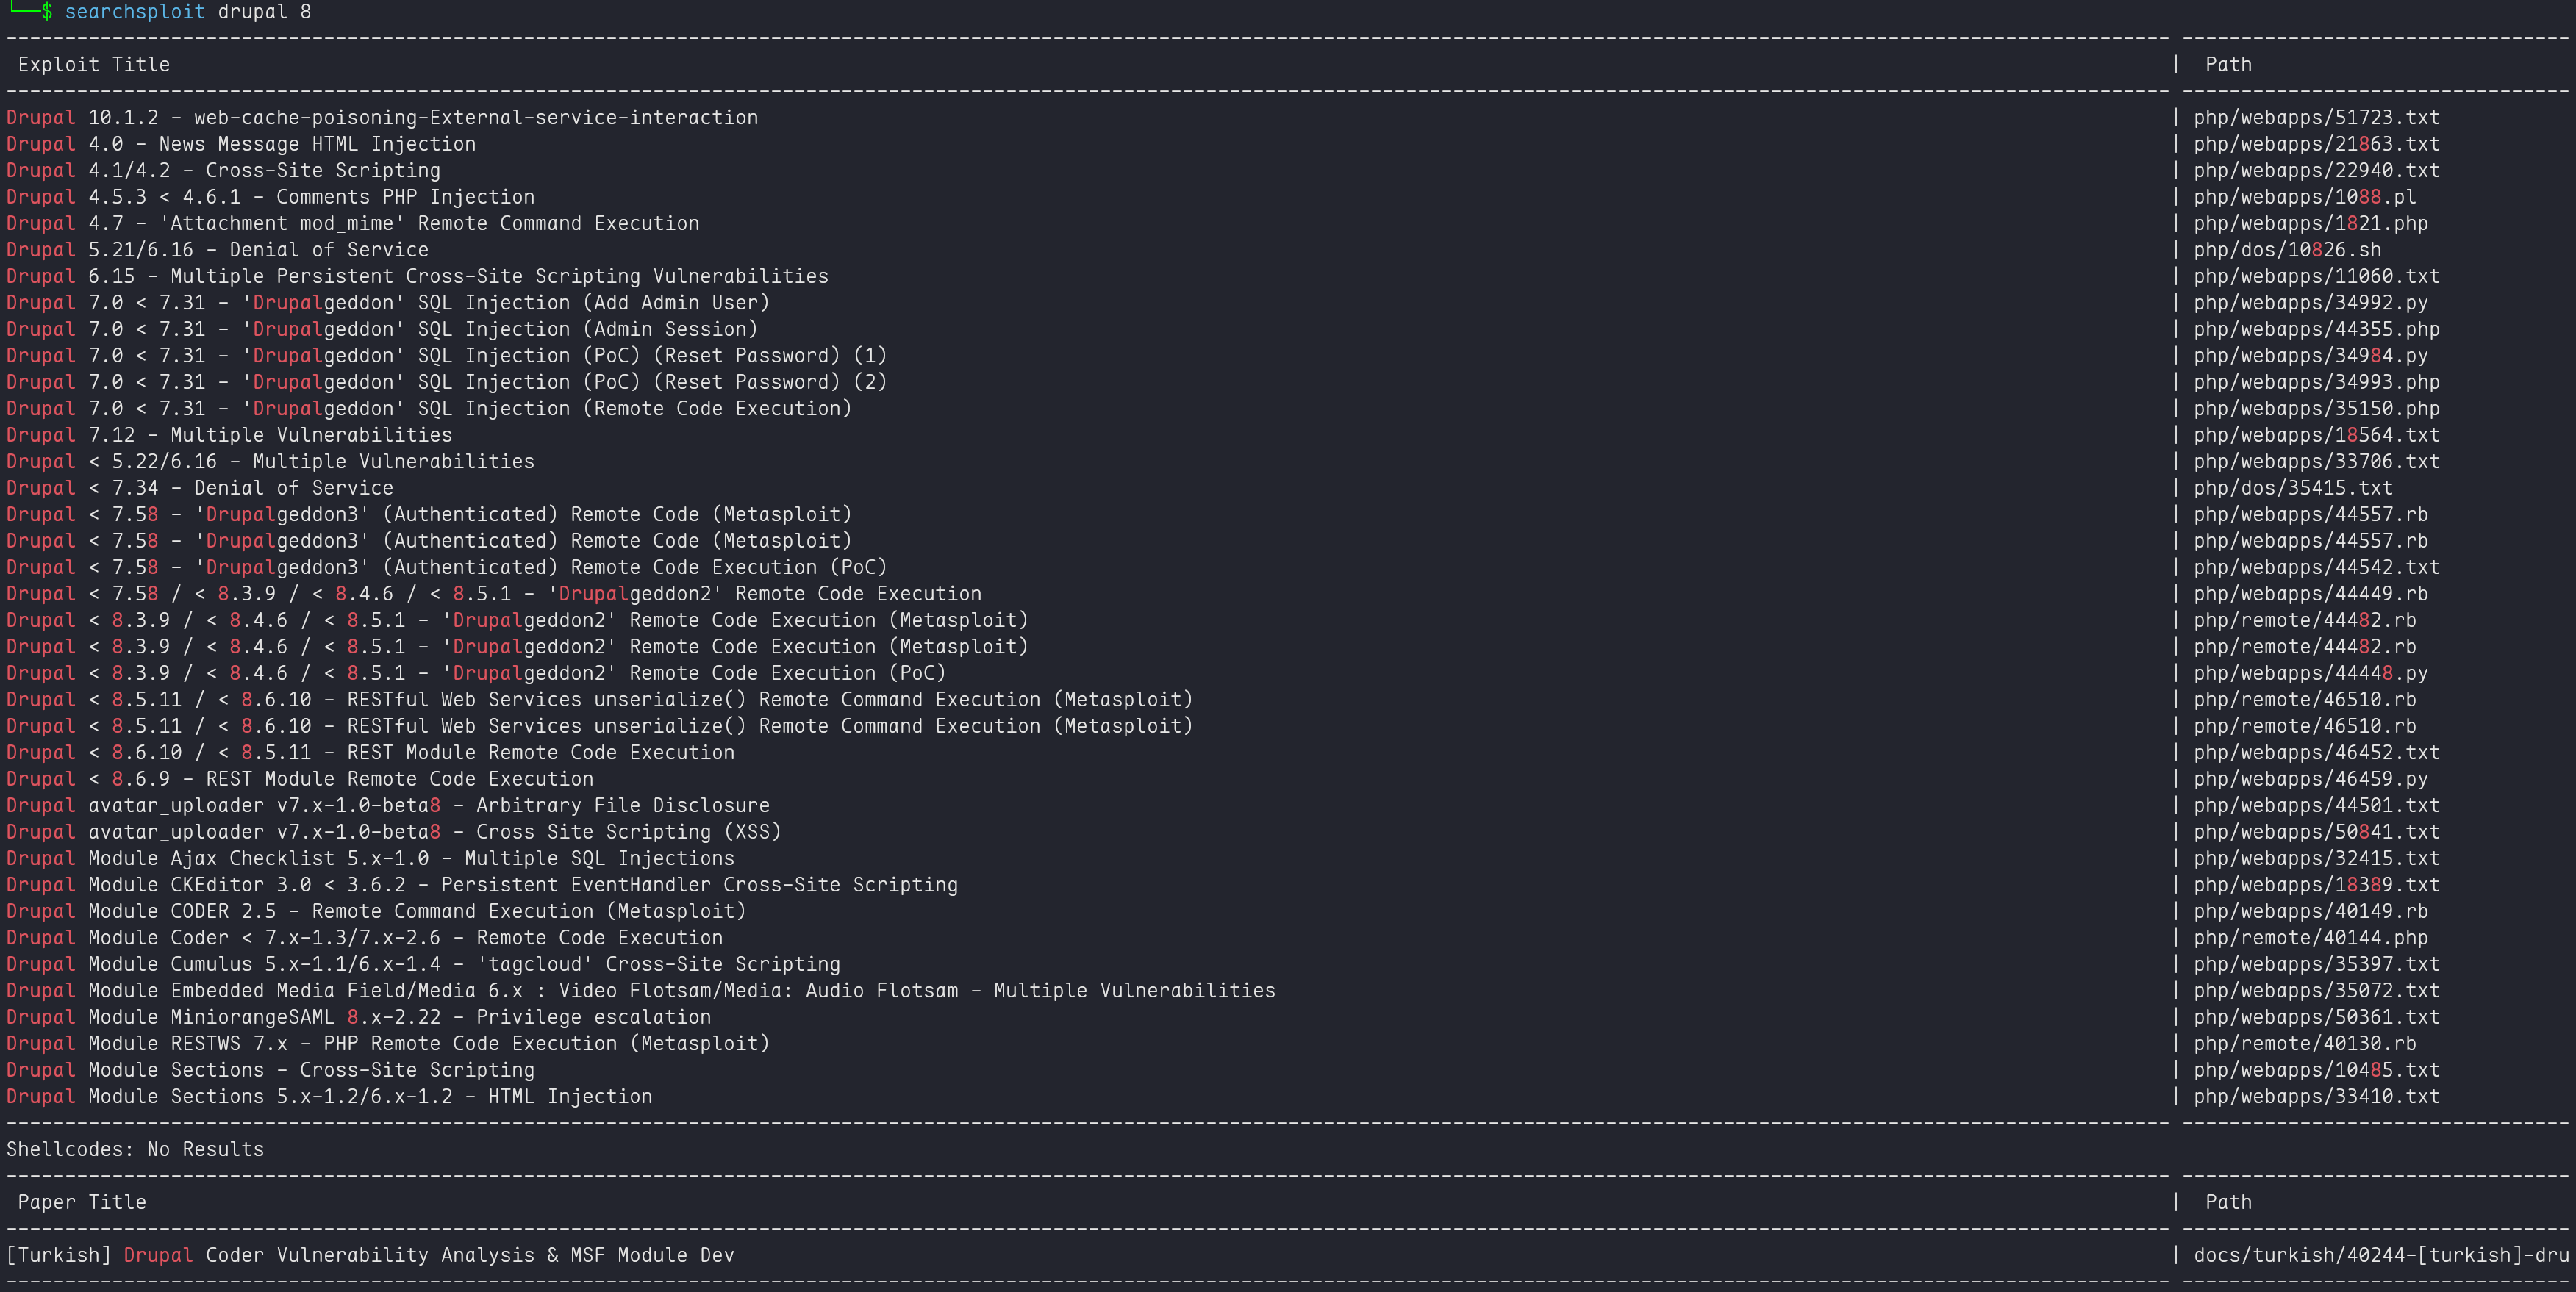 └─$ searchsploit drupal 8
Exploit Title | Path
Drupal 10.1.2 - web-cache-poisoning-External-service-interaction | php/webapps/51723.txt
Drupal 4.0 - News Message HTML Injection | php/webapps/21863.txt
Drupal 4.1/4.2 - Cross-Site Scripting | php/webapps/22940.txt
Drupal 4.5.3 < 4.6.1 - Comments PHP Injection | php/webapps/1088.pl
Drupal 4.7 - 'Attachment mod_mime' Remote Command Execution | php/webapps/1821.php
Drupal 5.21/6.16 - Denial of Service | php/dos/10826.sh
Drupal 6.15 - Multiple Persistent Cross-Site Scripting Vulnerabilities | php/webapps/11060.txt
Drupal 7.0 < 7.31 - 'Drupalgeddon' SQL Injection (Add Admin User) | php/webapps/34992.py
Drupal 7.0 < 7.31 - 'Drupalgeddon' SQL Injection (Admin Session) | php/webapps/44355.php
Drupal 7.0 < 7.31 - 'Drupalgeddon' SQL Injection (PoC) (Reset Password) (1) | php/webapps/34984.py
Drupal 7.0 < 7.31 - 'Drupalgeddon' SQL Injection (PoC) (Reset Password) (2) | php/webapps/34993.php
Drupal 7.0 < 7.31 - 'Drupalgeddon' SQL Injection (Remote Code Execution) | php/webapps/35150.php
Drupal 7.12 - Multiple Vulnerabilities | php/webapps/18564.txt
Drupal < 5.22/6.16 - Multiple Vulnerabilities | php/webapps/33706.txt
Drupal < 7.34 - Denial of Service | php/dos/35415.txt
Drupal < 7.58 - 'Drupalgeddon3' (Authenticated) Remote Code (Metasploit) | php/webapps/44557.rb
Drupal < 7.58 - 'Drupalgeddon3' (Authenticated) Remote Code (Metasploit) | php/webapps/44557.rb
Drupal < 7.58 - 'Drupalgeddon3' (Authenticated) Remote Code Execution (PoC) | php/webapps/44542.txt
Drupal < 7.58 / < 8.3.9 / < 8.4.6 / < 8.5.1 - 'Drupalgeddon2' Remote Code Execution | php/webapps/44449.rb
Drupal < 8.3.9 / < 8.4.6 / < 8.5.1 - 'Drupalgeddon2' Remote Code Execution (Metasploit) | php/remote/44482.rb
Drupal < 8.3.9 / < 8.4.6 / < 8.5.1 - 'Drupalgeddon2' Remote Code Execution (Metasploit) | php/remote/44482.rb
Drupal < 8.3.9 / < 8.4.6 / < 8.5.1 - 'Drupalgeddon2' Remote Code Execution (PoC) | php/webapps/44448.py
Drupal < 8.5.11 / < 8.6.10 - RESTful Web Services unserialize() Remote Command Execution (Metasploit) | php/remote/46510.rb
Drupal < 8.5.11 / < 8.6.10 - RESTful Web Services unserialize() Remote Command Execution (Metasploit) | php/remote/46510.rb
Drupal < 8.6.10 / < 8.5.11 - REST Module Remote Code Execution | php/webapps/46452.txt
Drupal < 8.6.9 - REST Module Remote Code Execution | php/webapps/46459.py
Drupal avatar_uploader v7.x-1.0-beta8 - Arbitrary File Disclosure | php/webapps/44501.txt
Drupal avatar_uploader v7.x-1.0-beta8 - Cross Site Scripting (XSS) | php/webapps/50841.txt
Drupal Module Ajax Checklist 5.x-1.0 - Multiple SQL Injections | php/webapps/32415.txt
Drupal Module CKEditor 3.0 < 3.6.2 - Persistent EventHandler Cross-Site Scripting | php/webapps/18389.txt
Drupal Module CODER 2.5 - Remote Command Execution (Metasploit) | php/webapps/40149.rb
Drupal Module Coder < 7.x-1.3/7.x-2.6 - Remote Code Execution | php/remote/40144.php
Drupal Module Cumulus 5.x-1.1/6.x-1.4 - 'tagcloud' Cross-Site Scripting | php/webapps/35397.txt
Drupal Module Embedded Media Field/Media 6.x : Video Flotsam/Media: Audio Flotsam - Multiple Vulnerabilities | php/webapps/35072.txt
Drupal Module MiniorangeSAML 8.x-2.22 - Privilege escalation | php/webapps/50361.txt
Drupal Module RESTWS 7.x - PHP Remote Code Execution (Metasploit) | php/remote/40130.rb
Drupal Module Sections - Cross-Site Scripting | php/webapps/10485.txt
Drupal Module Sections 5.x-1.2/6.x-1.2 - HTML Injection | php/webapps/33410.txt
Shellcodes: No Results
Paper Title | Path
[Turkish] Drupal Coder Vulnerability Analysis & MSF Module Dev | docs/turkish/40244-[turkish]-dru